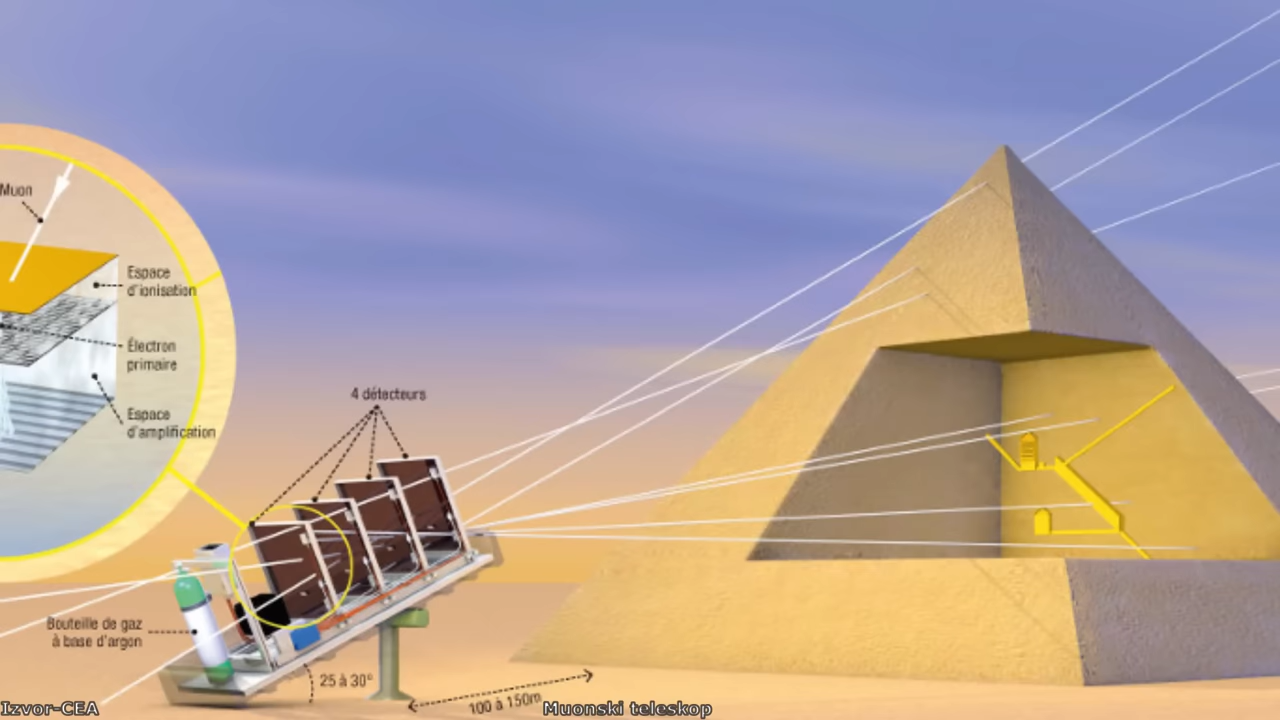 Muon
Espace
d'ionisation
Électron
primaire
Espace
d'amplification
4 détecteurs
Bouteille de gaz
à base d'argon
25 à 30°
100 à 150m
Izvor-CEA
Muonski teleskop